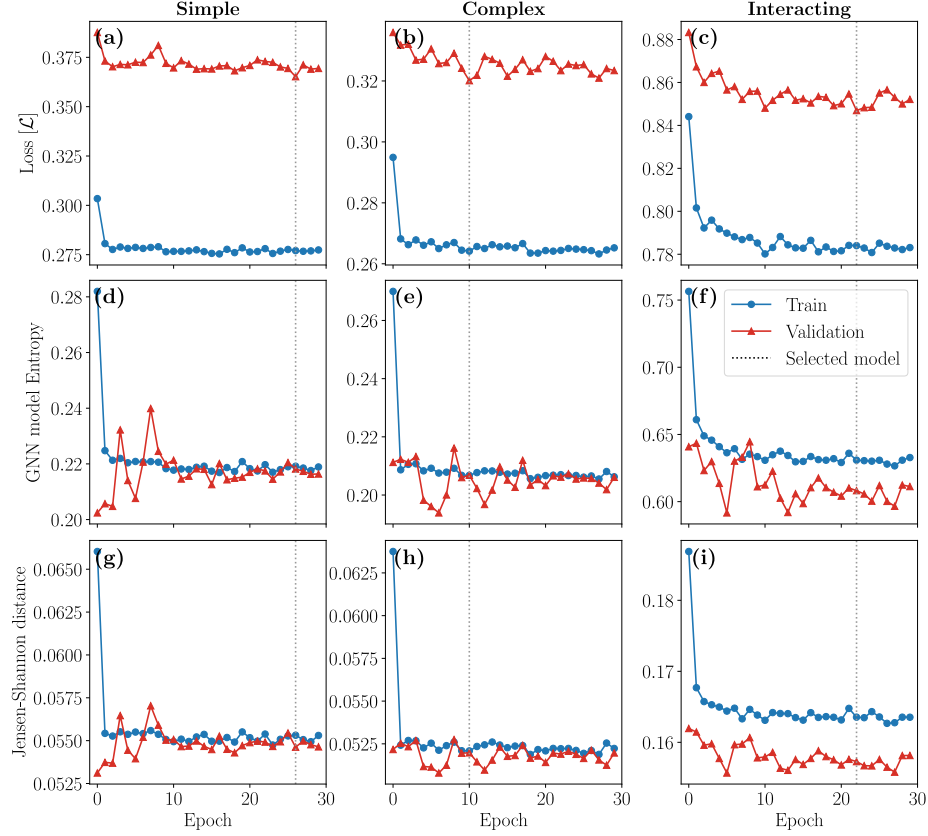 Simple
Complex
Interacting
(a)
(b)
(c)
Loss [ℒ]
0.375
0.350
0.325
0.300
0.275
0.32
0.30
0.28
0.26
0.88
0.86
0.84
0.82
0.80
0.78
(d)
(e)
(f)
GNN model Entropy
0.28
0.26
0.24
0.22
0.20
0.26
0.24
0.22
0.20
0.75
0.70
0.65
0.60
Train
Validation
Selected model
(g)
(h)
(i)
Jensen-Shannon distance
0.0650
0.0625
0.0600
0.0575
0.0550
0.0525
0.0625
0.0600
0.0575
0.0550
0.0525
0.18
0.17
0.16
0
10
20
30
0
10
20
30
0
10
20
30
Epoch
Epoch
Epoch